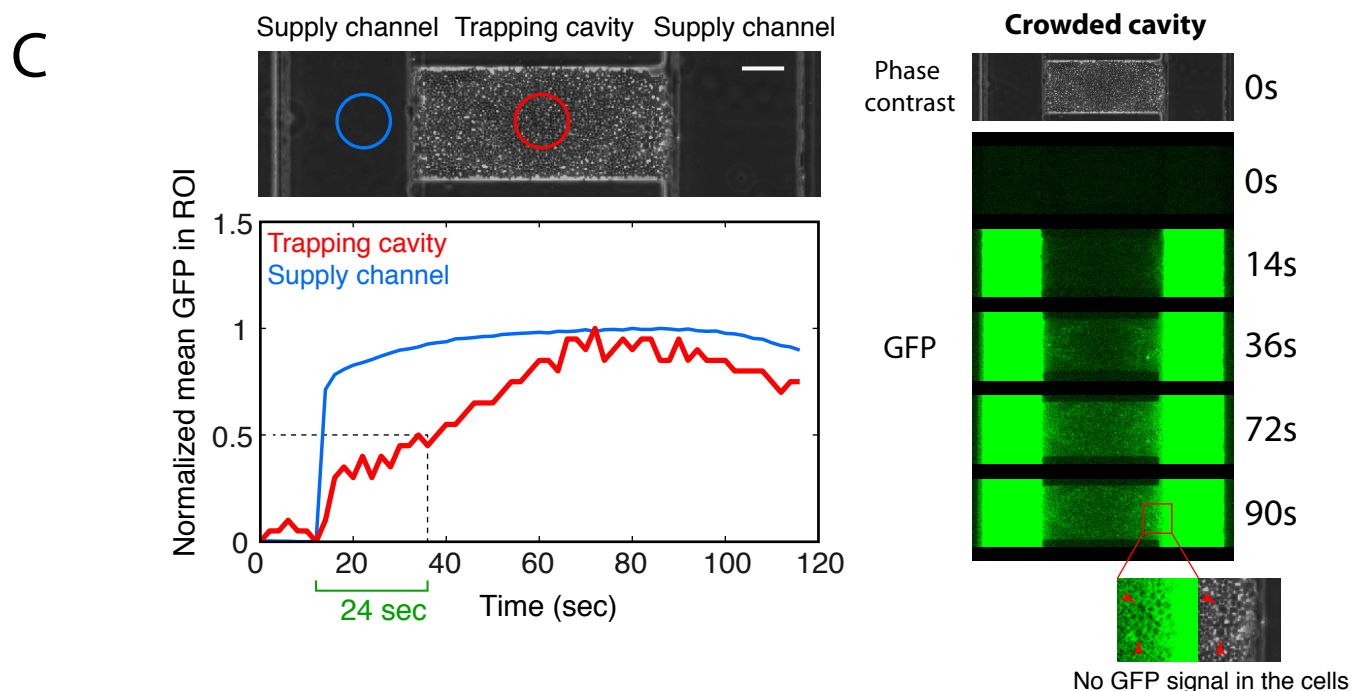 C
Supply channel Trapping cavity Supply channel
Normalized mean GFP in ROI
1.5
1
0.5
0
Trapping cavity
Supply channel
0 20 40 60 80 100 120
24 sec
Time (sec)
Crowded cavity
Phase
contrast
0s
GFP
0s
14s
36s
72s
90s
No GFP signal in the cells